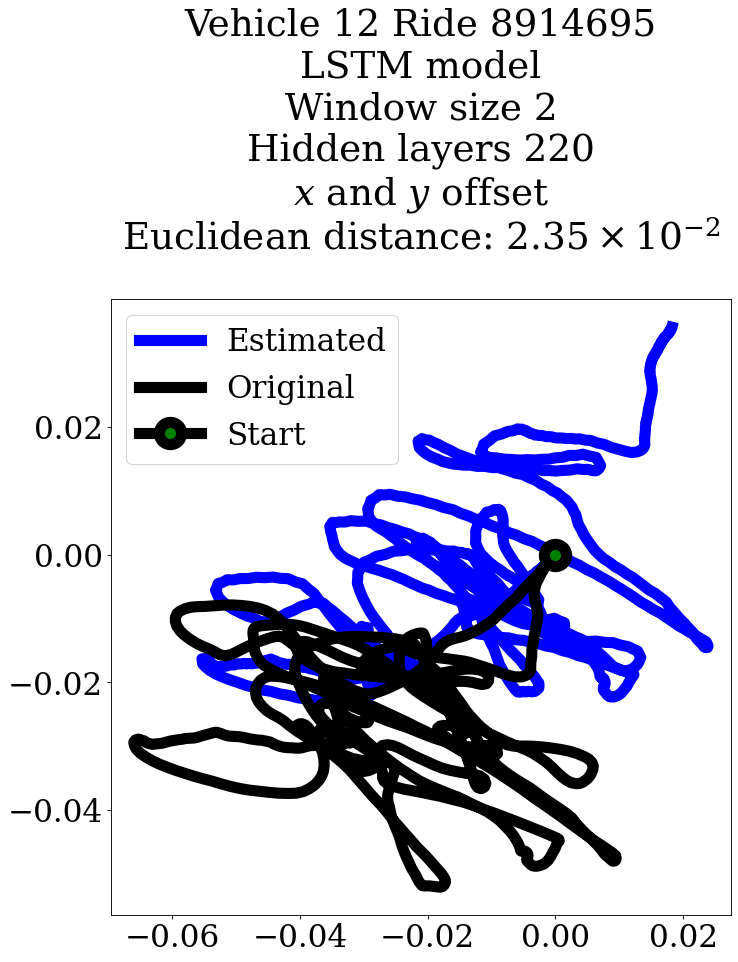 Vehicle 12 Ride 8914695
LSTM model
Window size 2
Hidden layers 220
x and y offset
Euclidean distance: 2.35 × 10⁻²
Estimated
Original
Start
0.02
0.00
−0.02
−0.04
−0.06 −0.04 −0.02 0.00 0.02